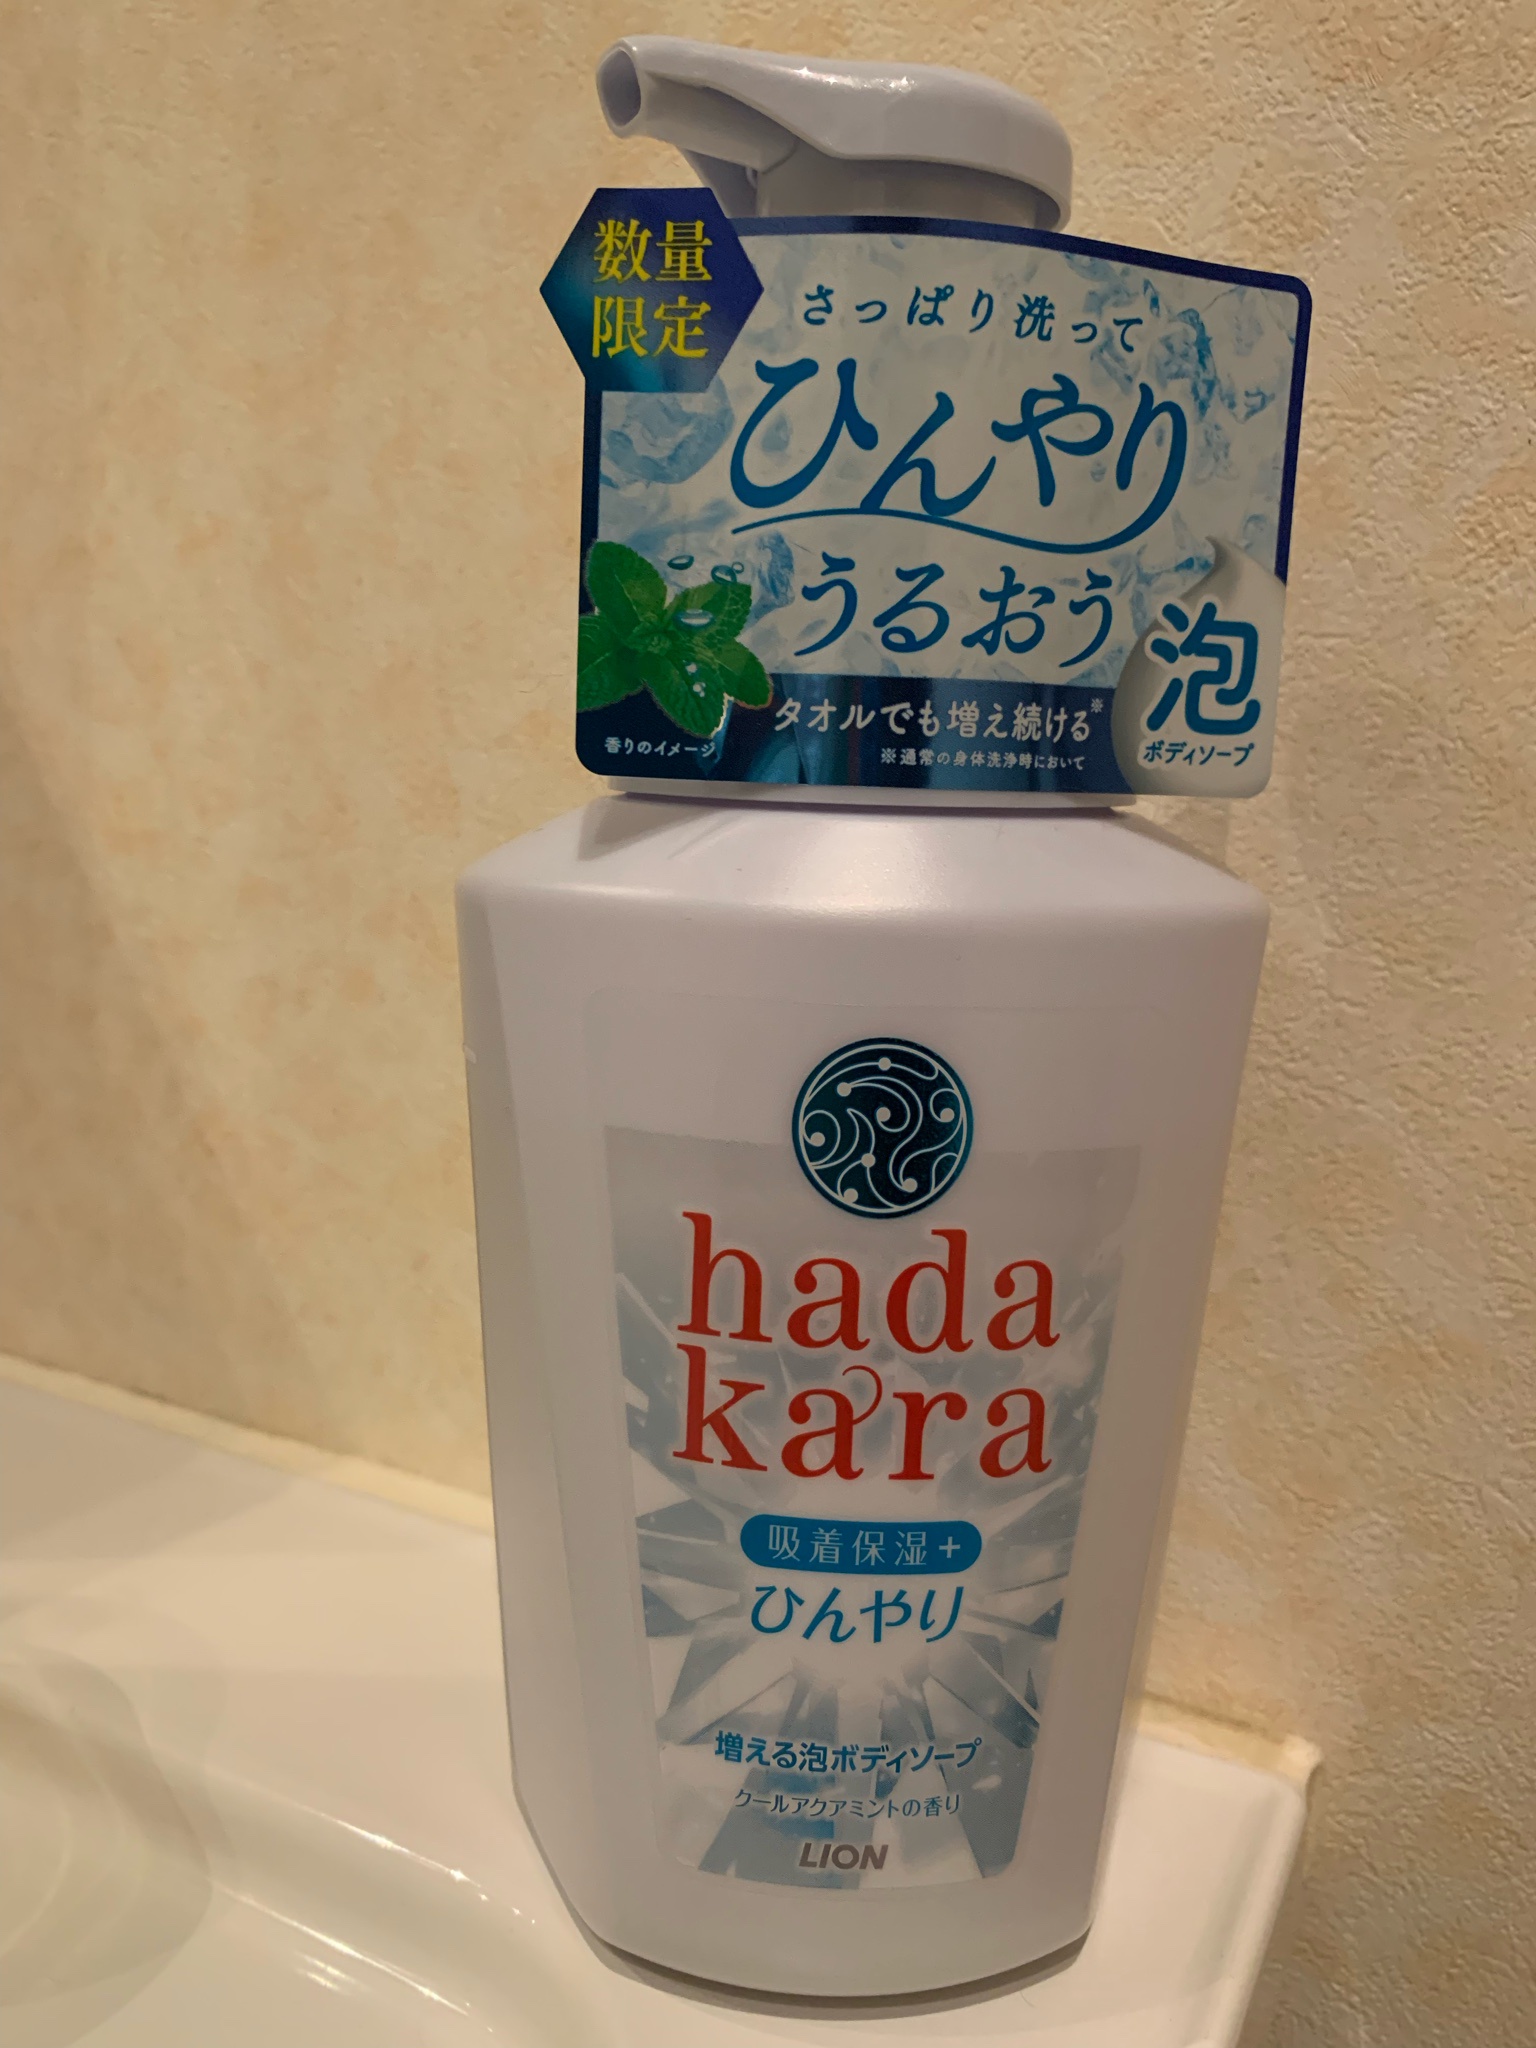 数量
限定
さっぱり洗って
ひんやり
うるおう
タオルでも増え続ける※
※通常の身体洗浄時において
香りのイメージ
泡
ボディソープ
hada
kara
吸着保湿+
ひんやり
増える泡ボディソープ
クールアクアミントの香り
LION